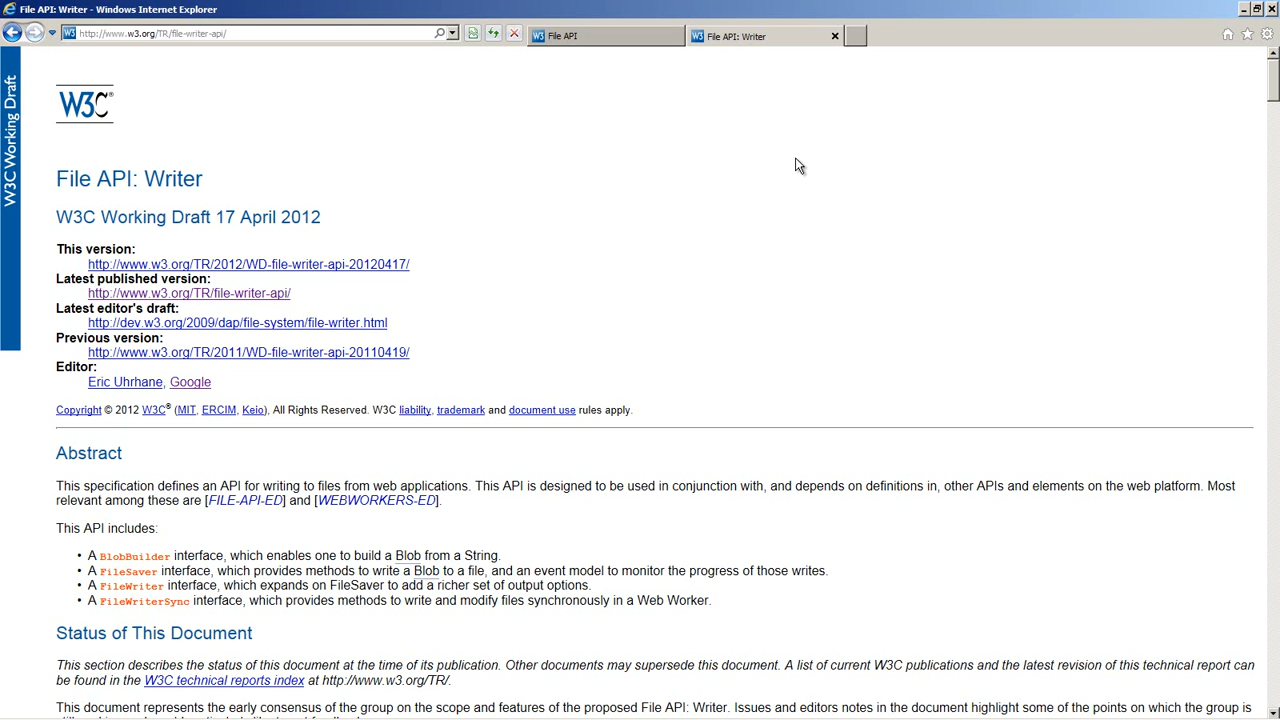 File API: Writer - Windows Internet Explorer
http://www.w3.org/TR/file-writer-api/
File API
File API: Writer
W3C Working Draft
W3C®
File API: Writer
W3C Working Draft 17 April 2012
This version:
http://www.w3.org/TR/2012/WD-file-writer-api-20120417/
Latest published version:
http://www.w3.org/TR/file-writer-api/
Latest editor's draft:
http://dev.w3.org/2009/dap/file-system/file-writer.html
Previous version:
http://www.w3.org/TR/2011/WD-file-writer-api-20110419/
Editor:
Eric Uhrhane, Google
Copyright © 2012 W3C® (MIT, ERCIM, Keio), All Rights Reserved. W3C liability, trademark and document use rules apply.
Abstract
This specification defines an API for writing to files from web applications. This API is designed to be used in conjunction with, and depends on definitions in, other APIs and elements on the web platform. Most
relevant among these are [FILE-API-ED] and [WEBWORKERS-ED].
This API includes:
• A BlobBuilder interface, which enables one to build a Blob from a String.
• A FileSaver interface, which provides methods to write a Blob to a file, and an event model to monitor the progress of those writes.
• A FileWriter interface, which expands on FileSaver to add a richer set of output options.
• A FileWriterSync interface, which provides methods to write and modify files synchronously in a Web Worker.
Status of This Document
This section describes the status of this document at the time of its publication. Other documents may supersede this document. A list of current W3C publications and the latest revision of this technical report can
be found in the W3C technical reports index at http://www.w3.org/TR/.
This document represents the early consensus of the group on the scope and features of the proposed File API: Writer. Issues and editors notes in the document highlight some of the points on which the group is